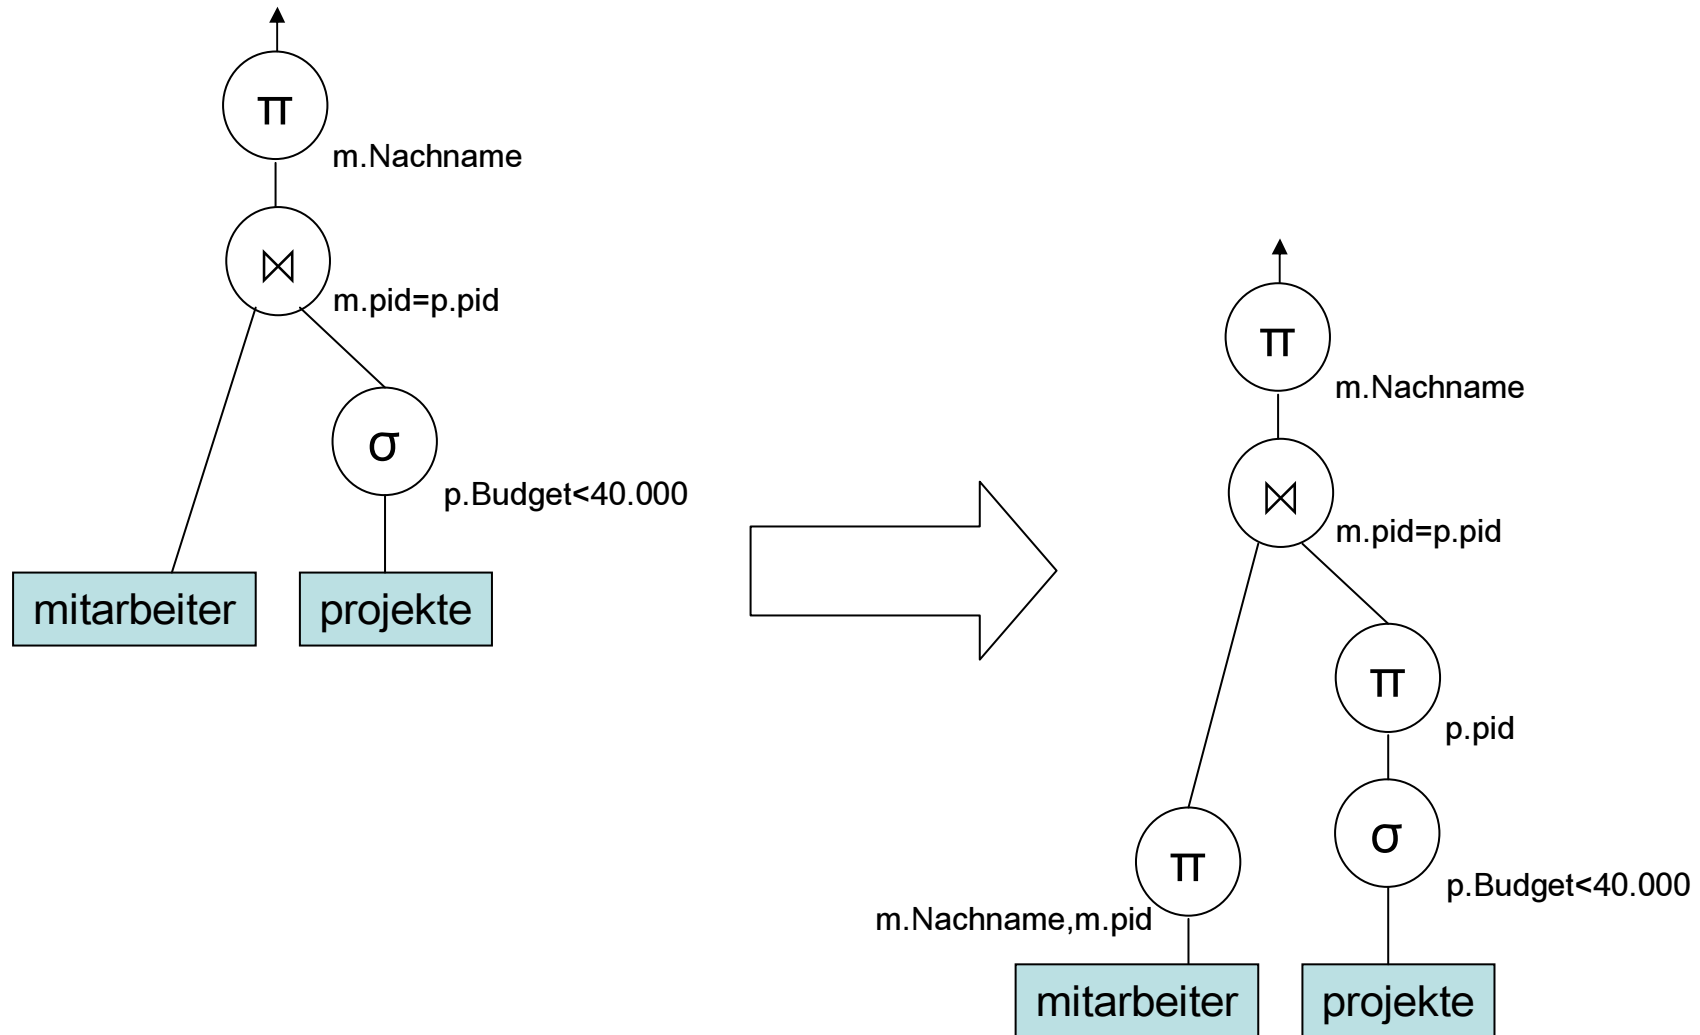 π
m.Nachname
⋈
m.pid=p.pid
σ
p.Budget<40.000
mitarbeiter
projekte
π
m.Nachname
⋈
m.pid=p.pid
π
p.pid
σ
p.Budget<40.000
π
m.Nachname,m.pid
mitarbeiter
projekte